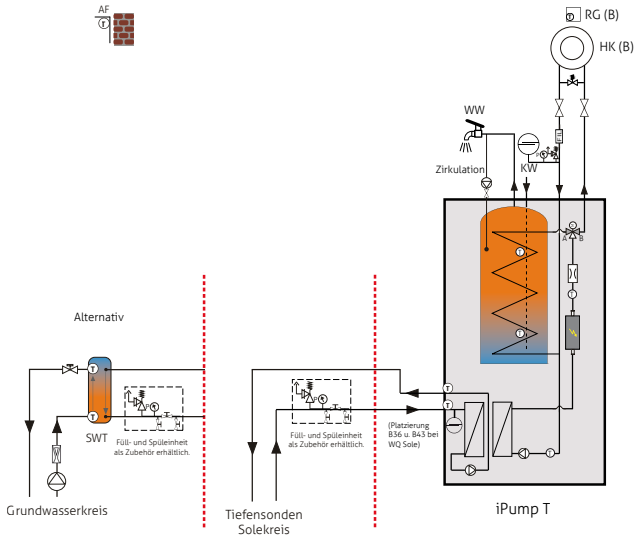 AF
T
RG (B)
T
HK (B)
WW
P
KW
Zirkulation
A
B
T
T
T
Alternativ
T
T
P
H
H
SWT
Füll- und Spüleinheit
als Zubehör erhältlich.
Grundwasserkreis
P
H
H
Füll- und Spüleinheit
als Zubehör erhältlich.
Tiefensonden
Solekreis
T
T
(Platzierung
B36 u. B43 bei
WQ Sole)
T
iPump T